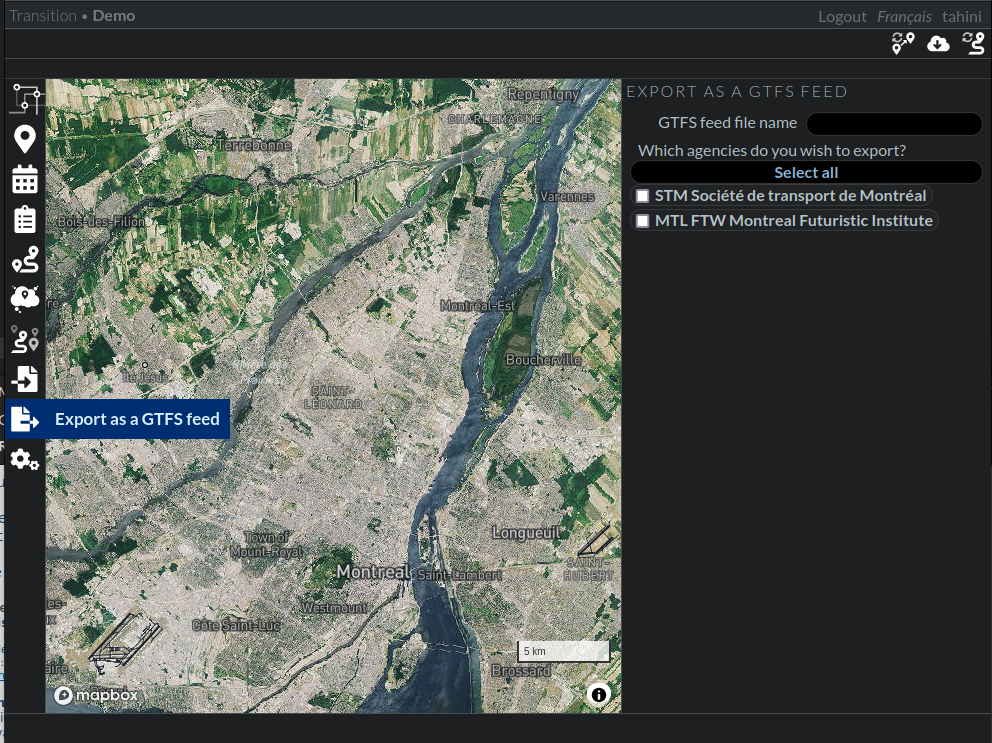 Transition • Demo
Logout Français tahini
EXPORT AS A GTFS FEED
GTFS feed file name
Which agencies do you wish to export?
Select all
STM Société de transport de Montréal
MTL FTW Montreal Futuristic Institute
Export as a GTFS feed
Repentigny
CHARLEMAGNE
Terrebonne
Varennes
Bois-des-Filion
Montréal-Est
Boucherville
SAINT-
LÉONARD
Longueuil
SAINT-
HUBERT
Town of
Mount-Royal
Montreal
Saint-Lambert
Westmount
Côte Saint-Luc
5 km
Brossard
mapbox